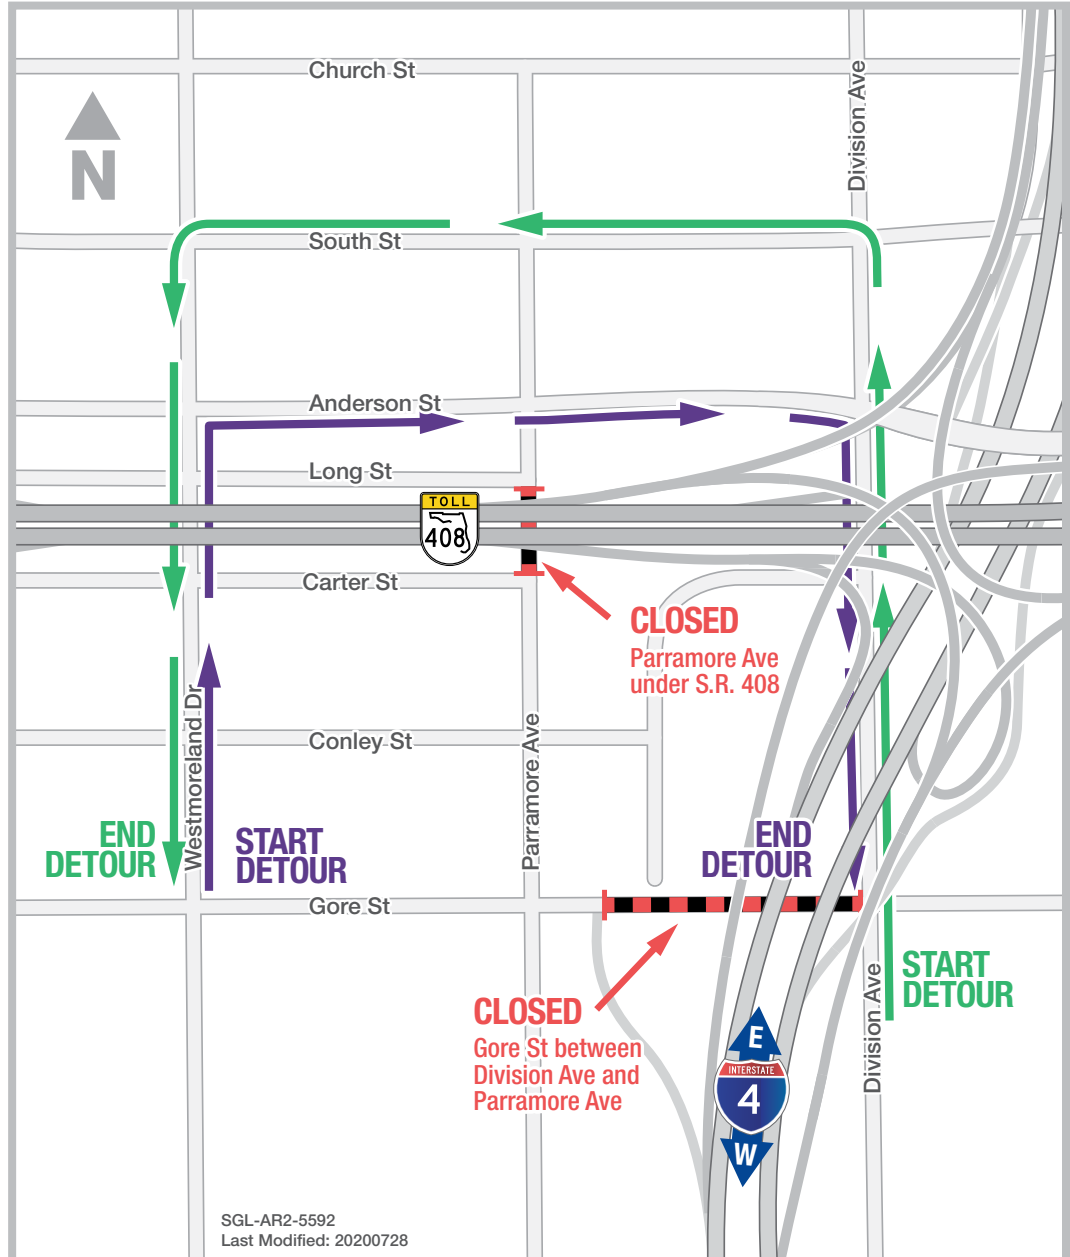 Church St
Division Ave
N
South St
Anderson St
Long St
TOLL
408
Carter St
CLOSED
Parramore Ave
under S.R. 408
Westmoreland Dr
Conley St
Parramore Ave
END
DETOUR
START
DETOUR
END
DETOUR
Gore St
START
DETOUR
Division Ave
CLOSED
Gore St between
Division Ave and
Parramore Ave
E
INTERSTATE
4
W
SGL-AR2-5592
Last Modified: 20200728